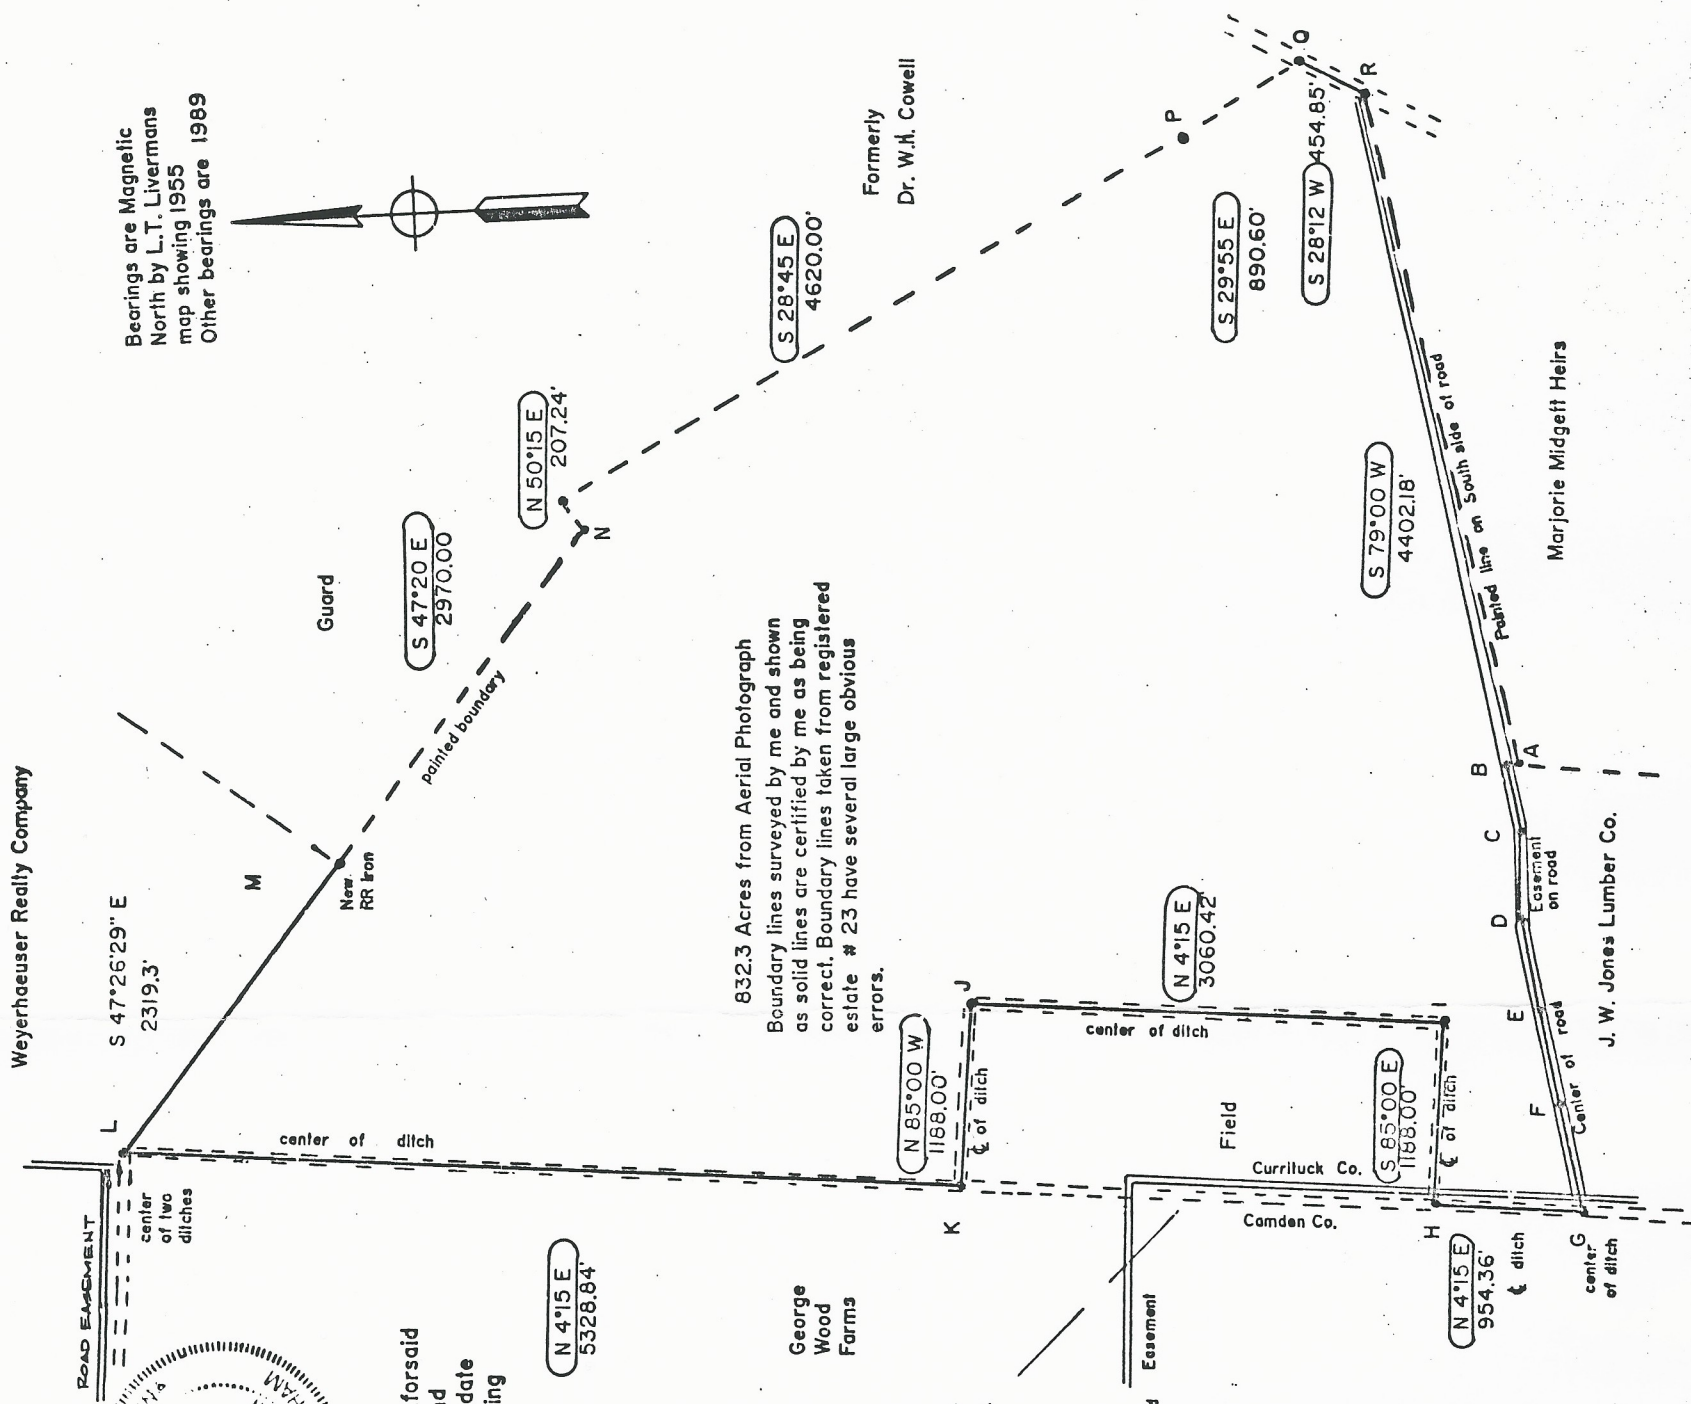 Weyerhaeuser Realty Company
Bearings are Magnetic
North by L.T. Livermans
map showing 1955
Other bearings are 1989
L
S 47°26'29" E
2319.3'
M
New
RR Iron
Guard
S 47°20 E
2970.00
painted boundary
N 50°15 E
207.24'
N
S 28°45 E
4620.00'
Formerly
Dr. W.H. Cowell
P
S 29°55 E
890.60'
Q
S 28°12 W
454.85'
R
ROAD EASEMENT
center
of two
ditches
center of ditch
forsaid
date
ing
N 4°15 E
5328.84'
George
Wood
Farms
832.3 Acres from Aerial Photograph
Boundary lines surveyed by me and shown
as solid lines are certified by me as being
correct. Boundary lines taken from registered
estate # 23 have several large obvious
errors.
K
N 85°00 W
1188.00'
℄ of ditch
J
center of ditch
N 4°15 E
3060.42'
Field
Currituck Co.
Camden Co.
Easement
S 85°00 E
1188.00'
℄ of ditch
H
N 4°15 E
954.36'
℄ ditch
G
center
of ditch
F
Center of road
E
D
Easement
on road
C
B
A
S 79°00 W
4402.18'
Painted line on South side of road
J. W. Jones Lumber Co.
Marjorie Midgett Heirs